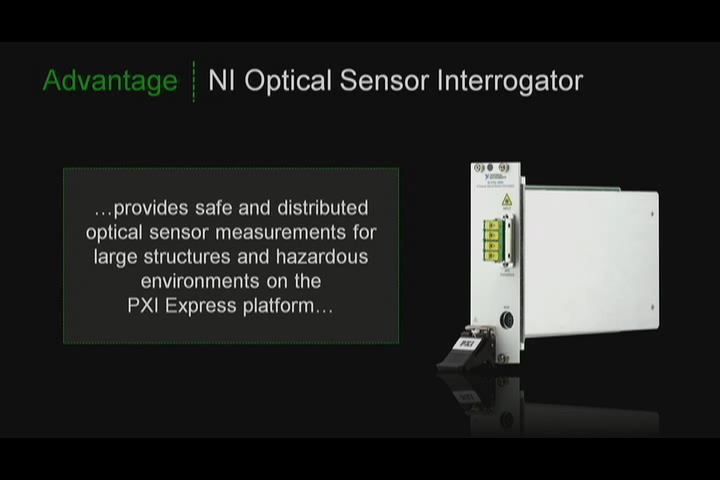 Advantage NI Optical Sensor Interrogator
...provides safe and distributed
optical sensor measurements for
large structures and hazardous
environments on the
PXI Express platform...